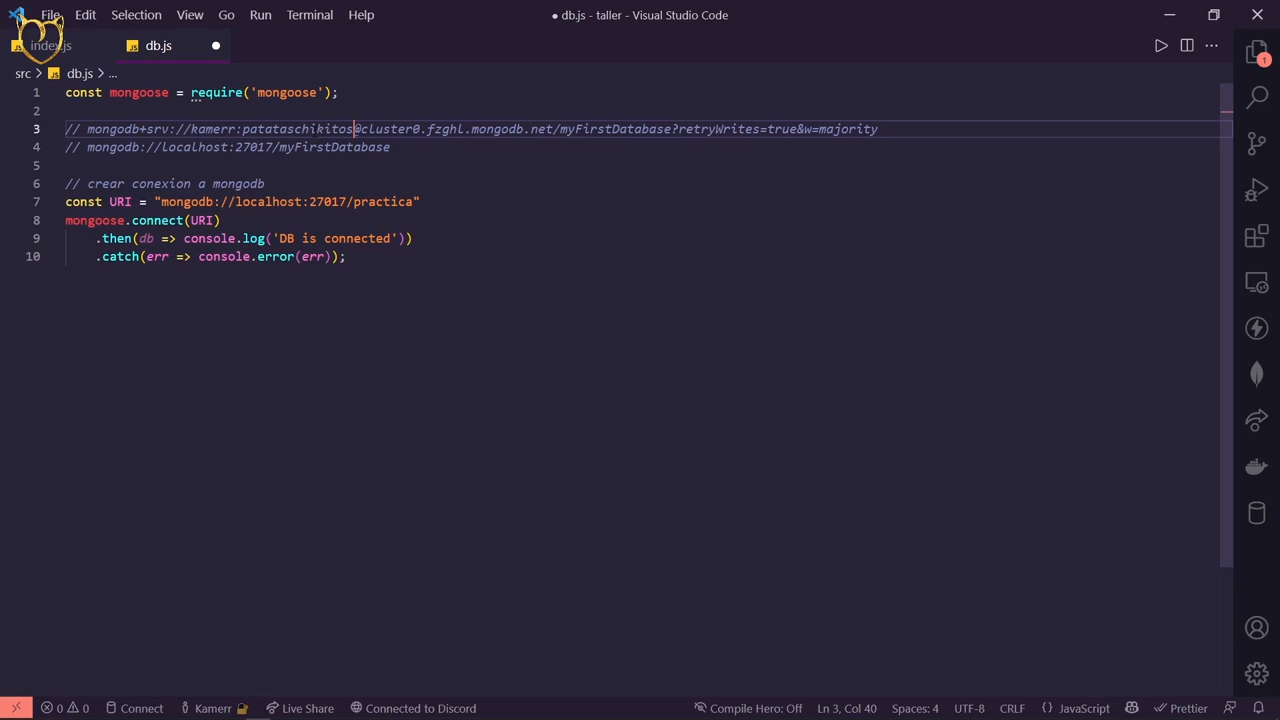 File Edit Selection View Go Run Terminal Help ● db.js - taller - Visual Studio Code
JS index.js JS db.js
src > JS db.js > ...
1 const mongoose = require('mongoose');
2
3 // mongodb+srv://kamerr:patataschikitos@cluster0.fzghl.mongodb.net/myFirstDatabase?retryWrites=true&w=majority
4 // mongodb://localhost:27017/myFirstDatabase
5
6 // crear conexion a mongodb
7 const URI = "mongodb://localhost:27017/practica"
8 mongoose.connect(URI)
9 .then(db => console.log('DB is connected'))
10 .catch(err => console.error(err));
1
0 0 Connect Kamerr Live Share Connected to Discord Compile Hero: Off Ln 3, Col 40 Spaces: 4 UTF-8 CRLF {} JavaScript Prettier